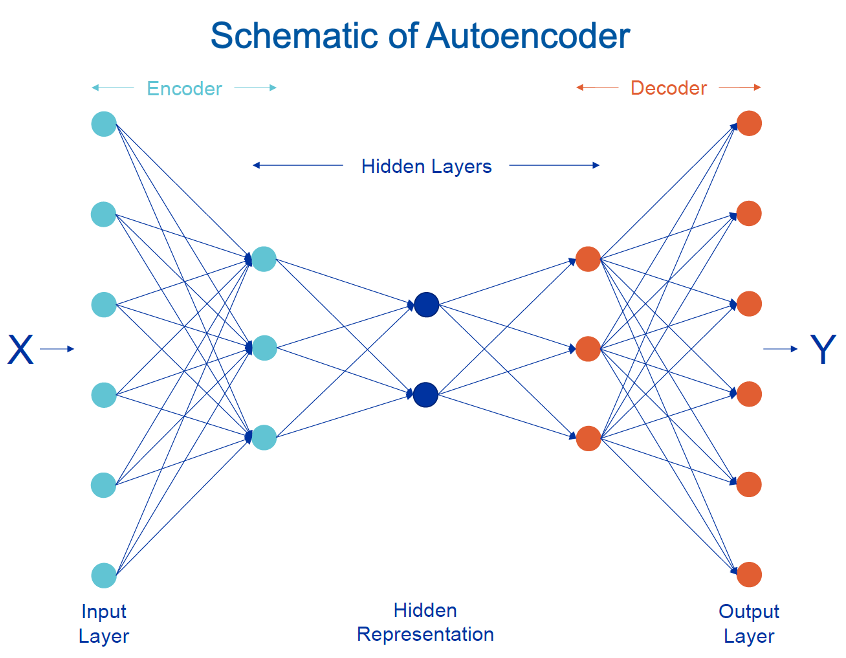 Schematic of Autoencoder
Encoder
Decoder
Hidden Layers
X
Y
Input
Layer
Hidden
Representation
Output
Layer